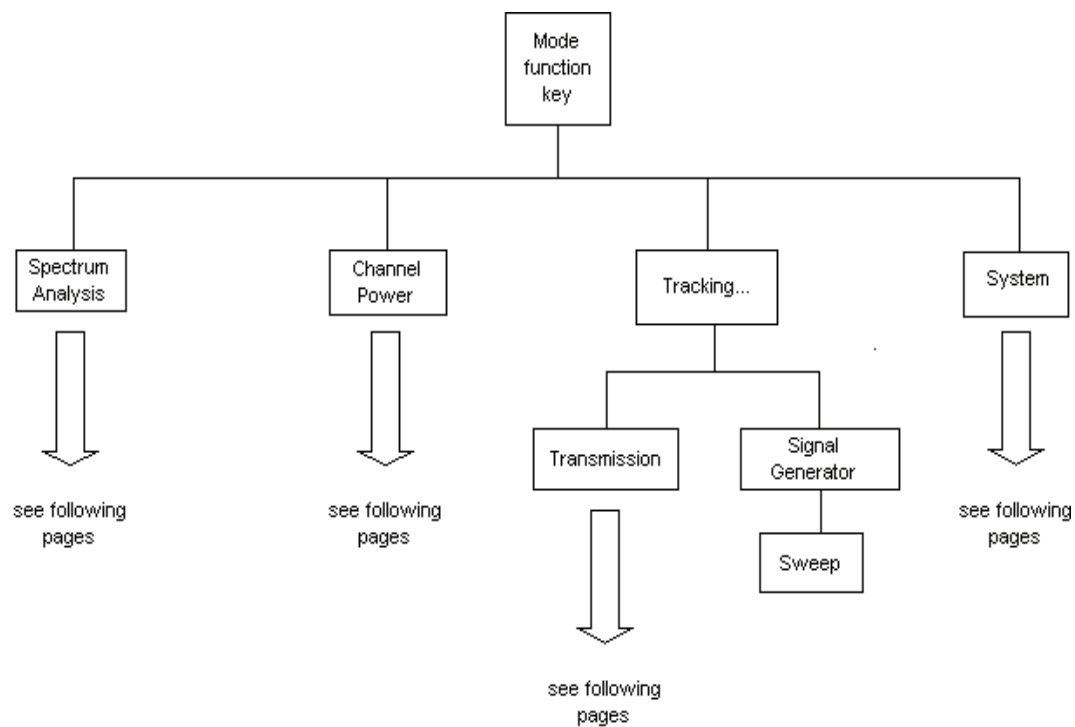 Mode
function
key
Spectrum
Analysis
Channel
Power
Tracking...
System
Transmission
Signal
Generator
see following
pages
see following
pages
see following
pages
Sweep
see following
pages